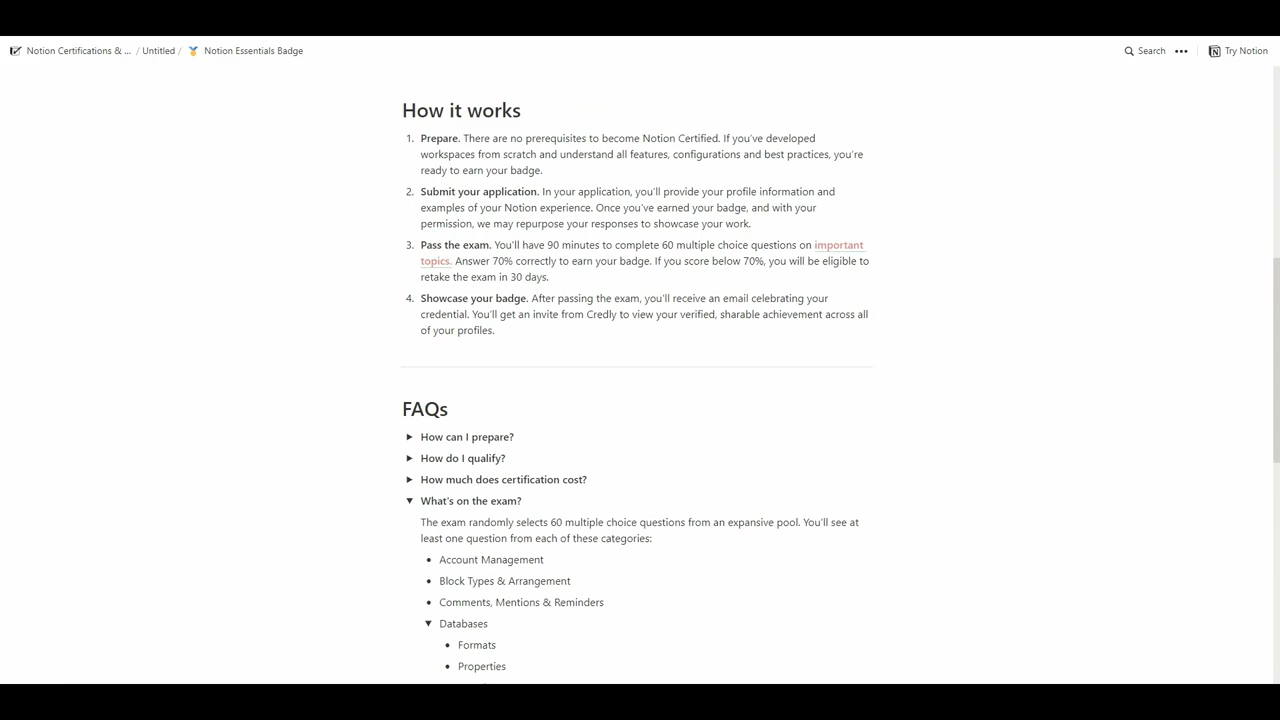 Notion Certifications & ... / Untitled / Notion Essentials Badge
Search ••• Try Notion
How it works
1. Prepare. There are no prerequisites to become Notion Certified. If you've developed
workspaces from scratch and understand all features, configurations and best practices, you're
ready to earn your badge.
2. Submit your application. In your application, you'll provide your profile information and
examples of your Notion experience. Once you've earned your badge, and with your
permission, we may repurpose your responses to showcase your work.
3. Pass the exam. You'll have 90 minutes to complete 60 multiple choice questions on important
topics. Answer 70% correctly to earn your badge. If you score below 70%, you will be eligible to
retake the exam in 30 days.
4. Showcase your badge. After passing the exam, you'll receive an email celebrating your
credential. You'll get an invite from Credly to view your verified, sharable achievement across all
of your profiles.
FAQs
How can I prepare?
How do I qualify?
How much does certification cost?
What's on the exam?
The exam randomly selects 60 multiple choice questions from an expansive pool. You'll see at
least one question from each of these categories:
• Account Management
• Block Types & Arrangement
• Comments, Mentions & Reminders
Databases
• Formats
• Properties